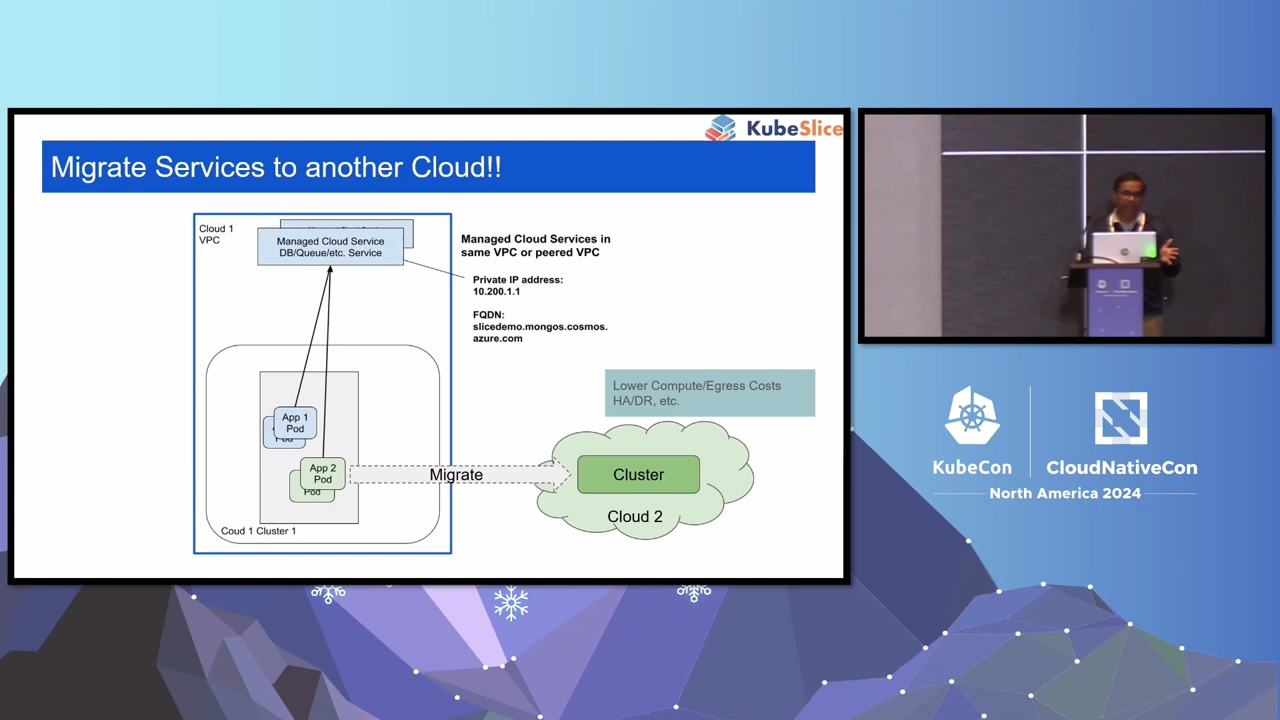 KubeSlice
Migrate Services to another Cloud!!
Cloud 1
VPC
Managed Cloud Service
DB/Queue/etc. Service
Managed Cloud Services in
same VPC or peered VPC
Private IP address:
10.200.1.1
FQDN:
slicedemo.mongos.cosmos.
azure.com
Lower Compute/Egress Costs
HA/DR, etc.
App 1
Pod
Pod
App 2
Pod
Pod
Migrate
Cluster
Cloud 2
Coud 1 Cluster 1
KubeCon
CloudNativeCon
North America 2024